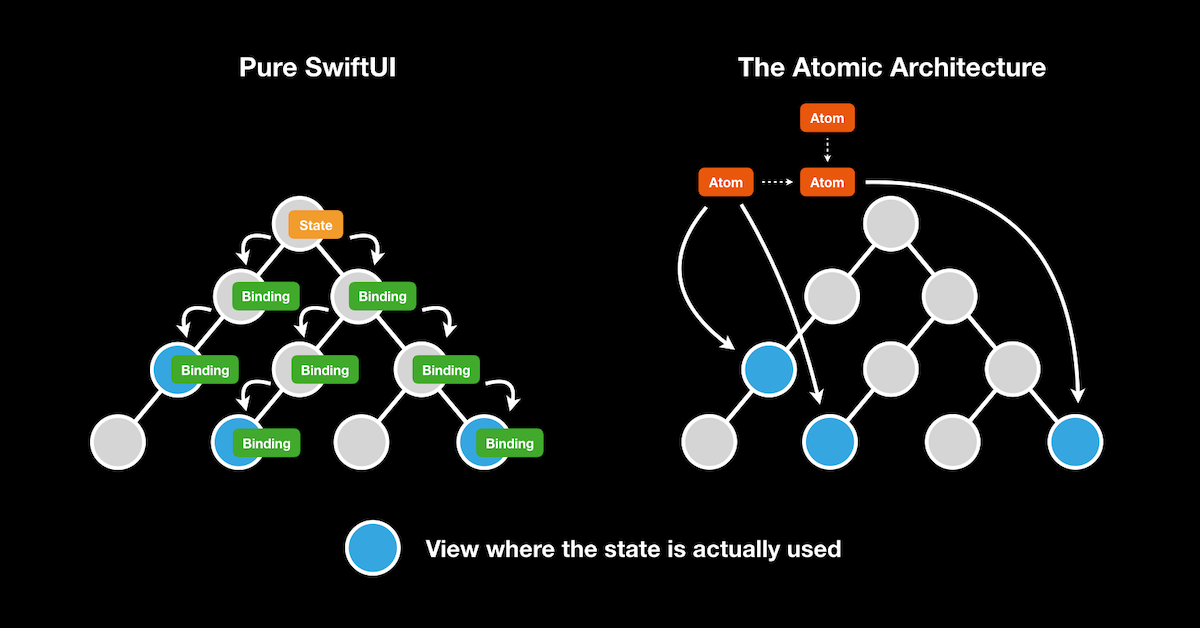 Pure SwiftUI
State
Binding
Binding
Binding
Binding
Binding
Binding
Binding
The Atomic Architecture
Atom
Atom
Atom
View where the state is actually used